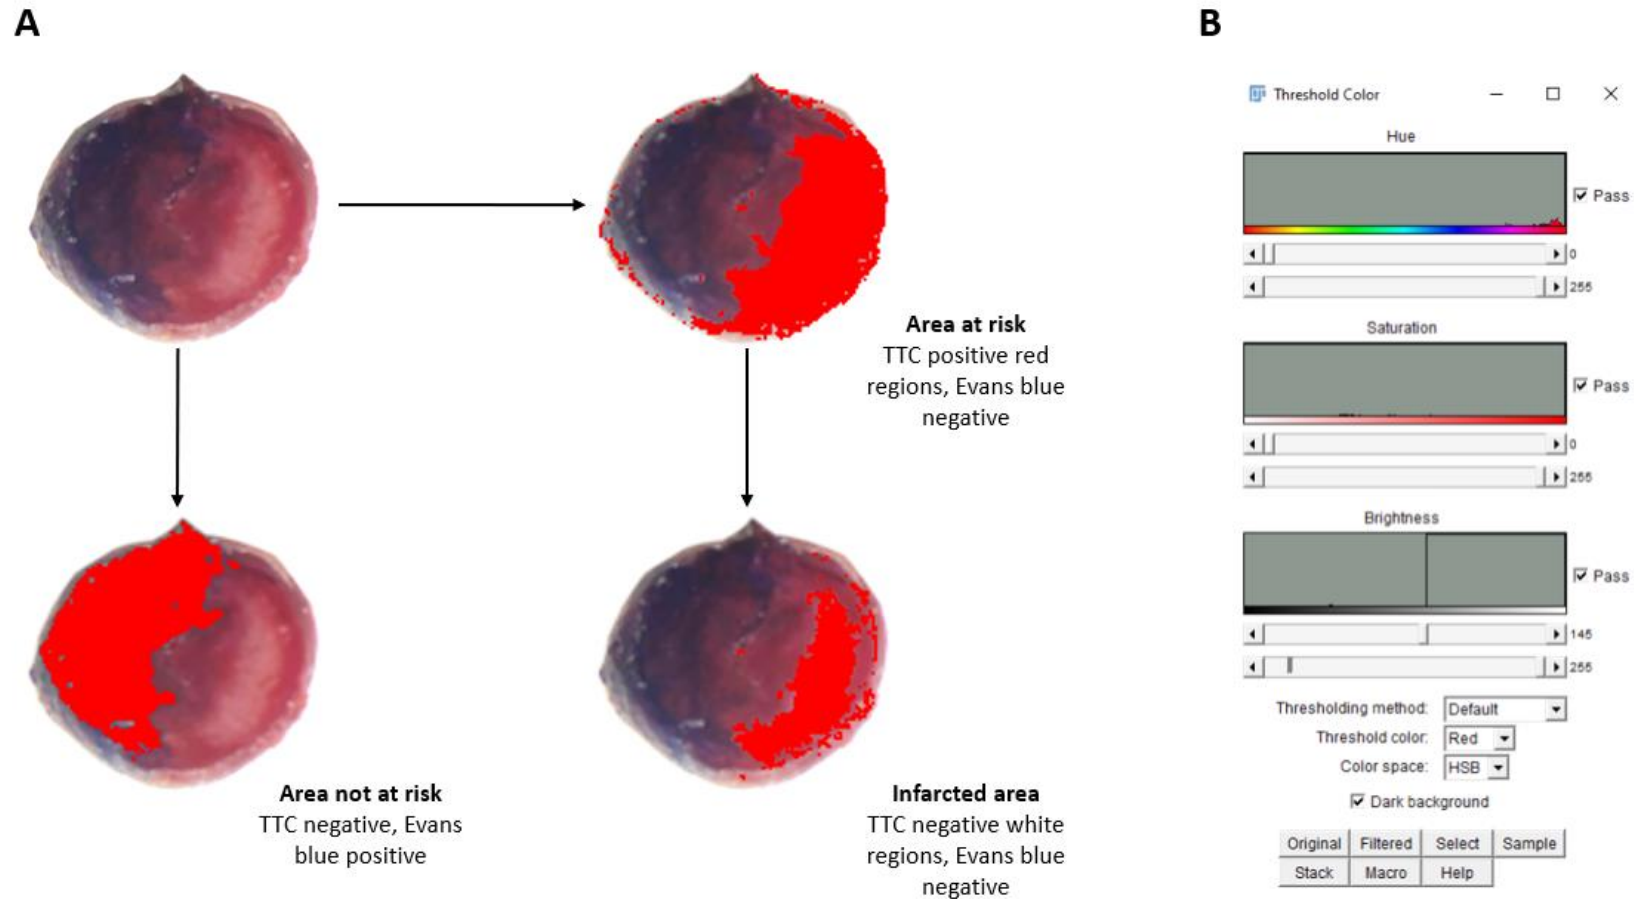 A
B
Area at risk
TTC positive red
regions, Evans blue
negative
Area not at risk
TTC negative, Evans
blue positive
Infarcted area
TTC negative white
regions, Evans blue
negative
Threshold Color
Hue
Pass
0
255
Saturation
Pass
0
255
Brightness
Pass
145
255
Thresholding method: Default
Threshold color: Red
Color space: HSB
Dark background
Original Filtered Select Sample
Stack Macro Help